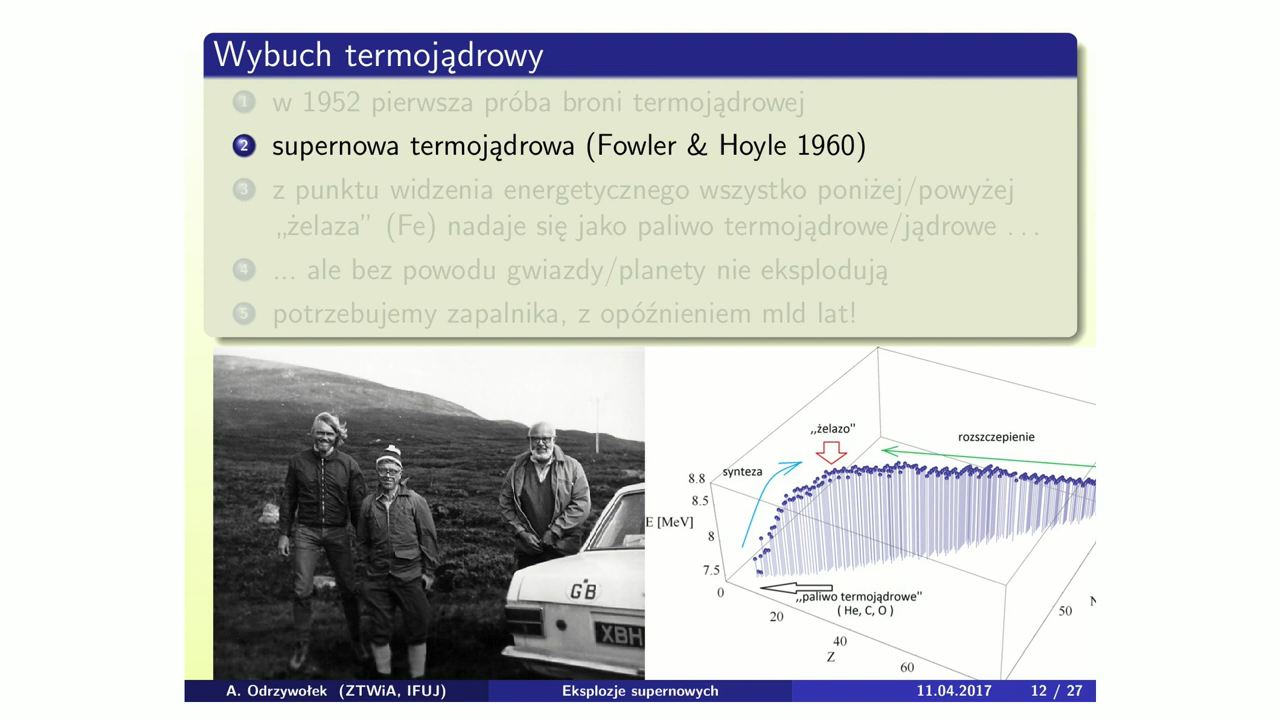 Wybuch termojądrowy
1 w 1952 pierwsza próba broni termojądrowej
2 supernowa termojądrowa (Fowler & Hoyle 1960)
3 z punktu widzenia energetycznego wszystko poniżej/powyżej
„żelaza” (Fe) nadaje się jako paliwo termojądrowe/jądrowe . . .
4 ... ale bez powodu gwiazdy/planety nie eksplodują
5 potrzebujemy zapalnika, z opóźnieniem mld lat!
GB
XBH
,,żelazo"
rozszczepienie
synteza
8.8
8.5
E [MeV]
8
7.5
0
,,paliwo termojądrowe"
( He, C, O )
20
40
60
Z
50
N
A. Odrzywołek (ZTWiA, IFUJ) Eksplozje supernowych 11.04.2017 12 / 27